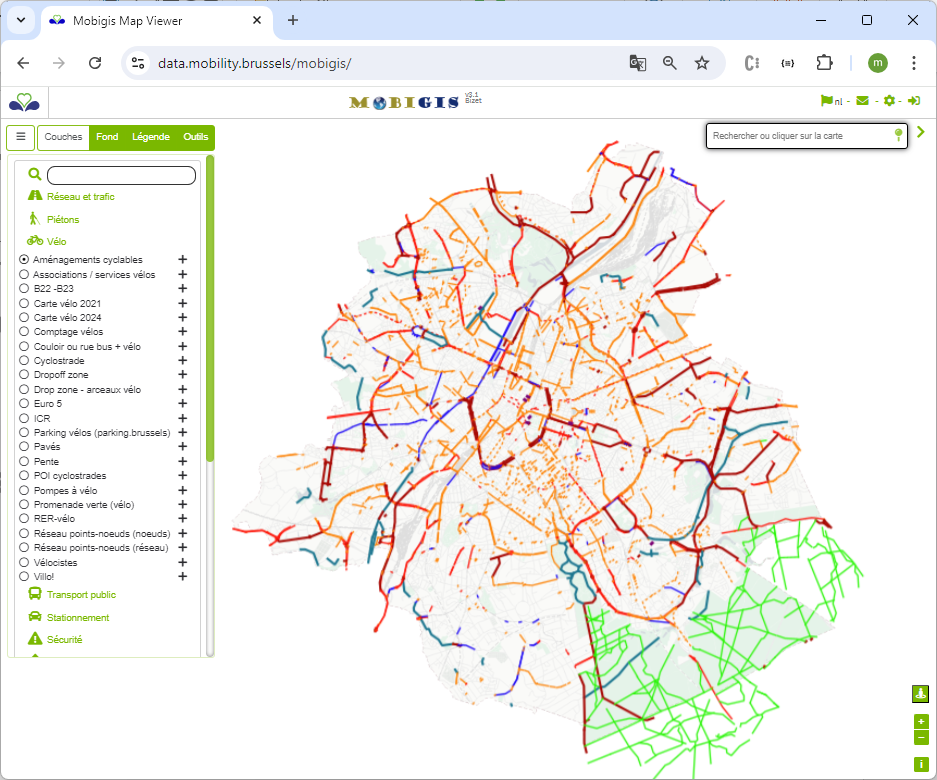 Mobigis Map Viewer
data.mobility.brussels/mobigis/
m
MOBIGIS v3.1
Bizet
nl - - -
Couches Fond Légende Outils
Rechercher ou cliquer sur la carte
Réseau et trafic
Piétons
Vélo
Aménagements cyclables +
Associations / services vélos +
B22 -B23 +
Carte vélo 2021 +
Carte vélo 2024 +
Comptage vélos +
Couloir ou rue bus + vélo +
Cyclostrade +
Dropoff zone +
Drop zone - arceaux vélo +
Euro 5 +
ICR +
Parking vélos (parking.brussels) +
Pavés +
Pente +
POI cyclostrades +
Pompes à vélo +
Promenade verte (vélo) +
RER-vélo +
Réseau points-noeuds (noeuds) +
Réseau points-noeuds (réseau) +
Vélocistes +
Villo! +
Transport public
Stationnement
Sécurité
+
−
i